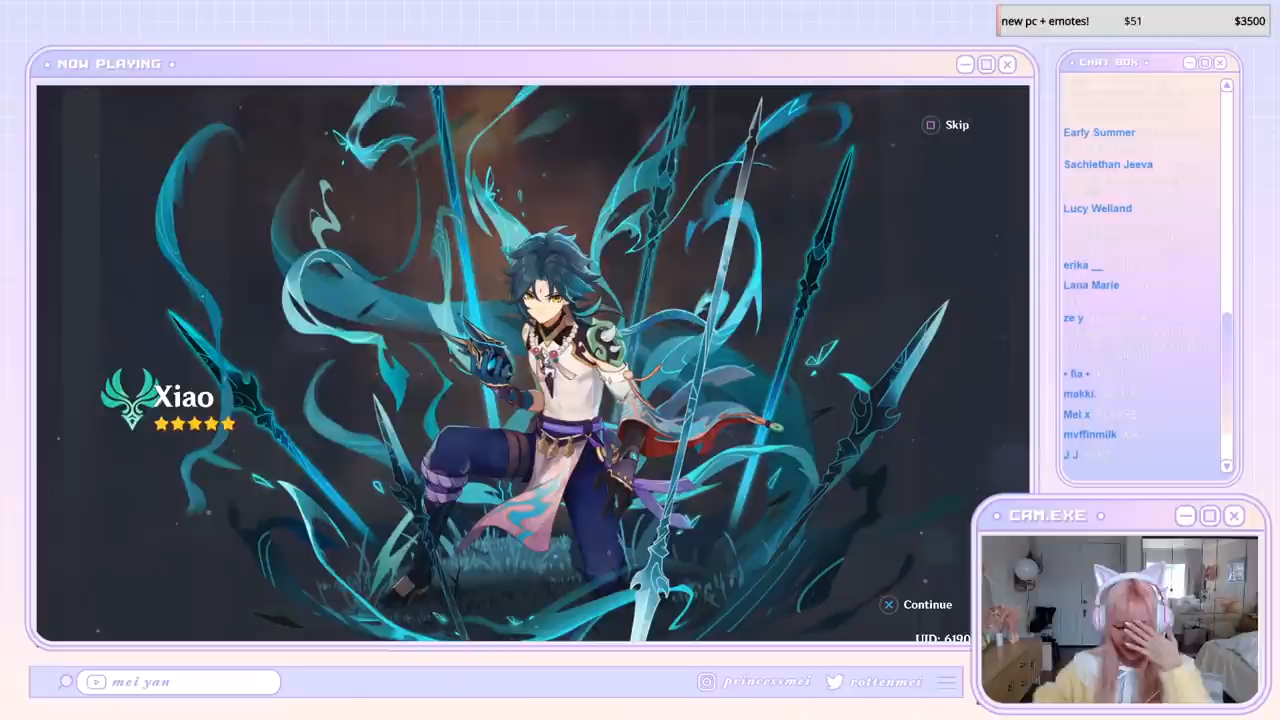 new pc + emotes! $51 $3500
• NOW PLAYING •
Skip
Xiao
Continue
UID: 6190
• CHAT BOX •
Early Summer
Sachiethan Jeeva
Lucy Welland
erika __
Lana Marie
ze y
• fia •
makki.
Mei x
mvffinmilk
J J
• CAM.EXE •
mei yan
princessmei
rottenmei